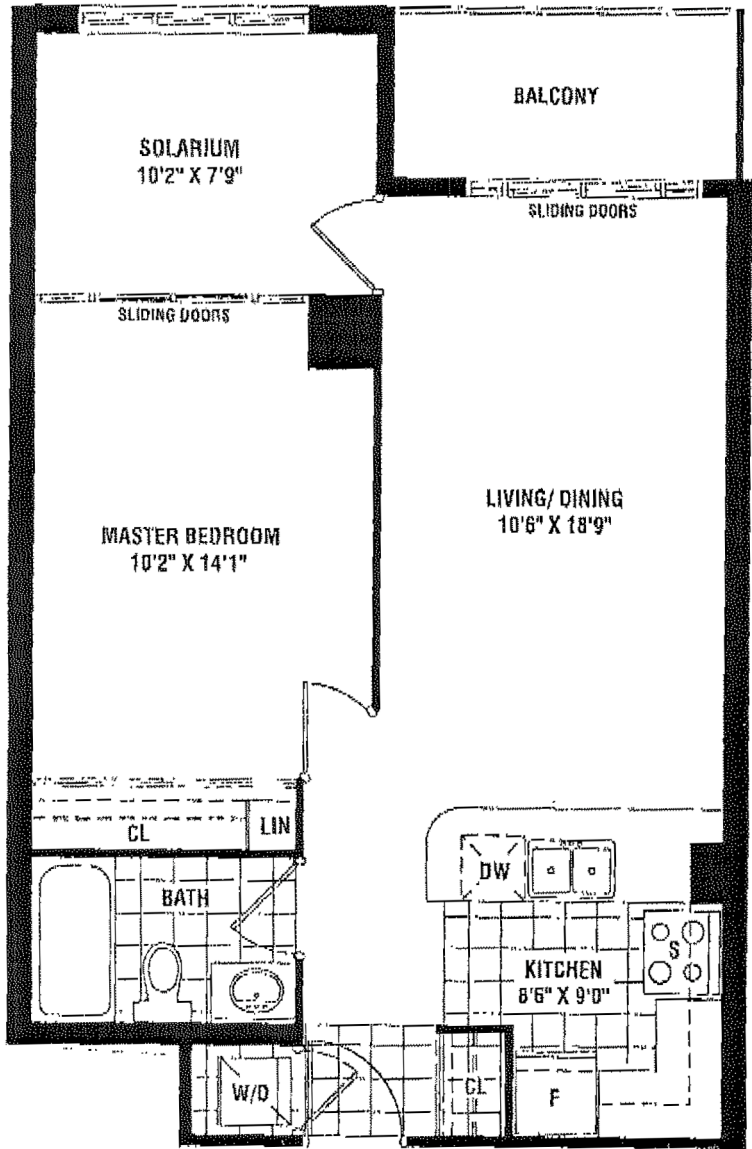 BALCONY
SOLARIUM
10'2" X 7'9"
SLIDING DOORS
SLIDING DOORS
LIVING/ DINING
10'6" X 18'9"
MASTER BEDROOM
10'2" X 14'1"
CL
LIN
DW
BATH
S
KITCHEN
8'6" X 9'0"
W/D
CL
F